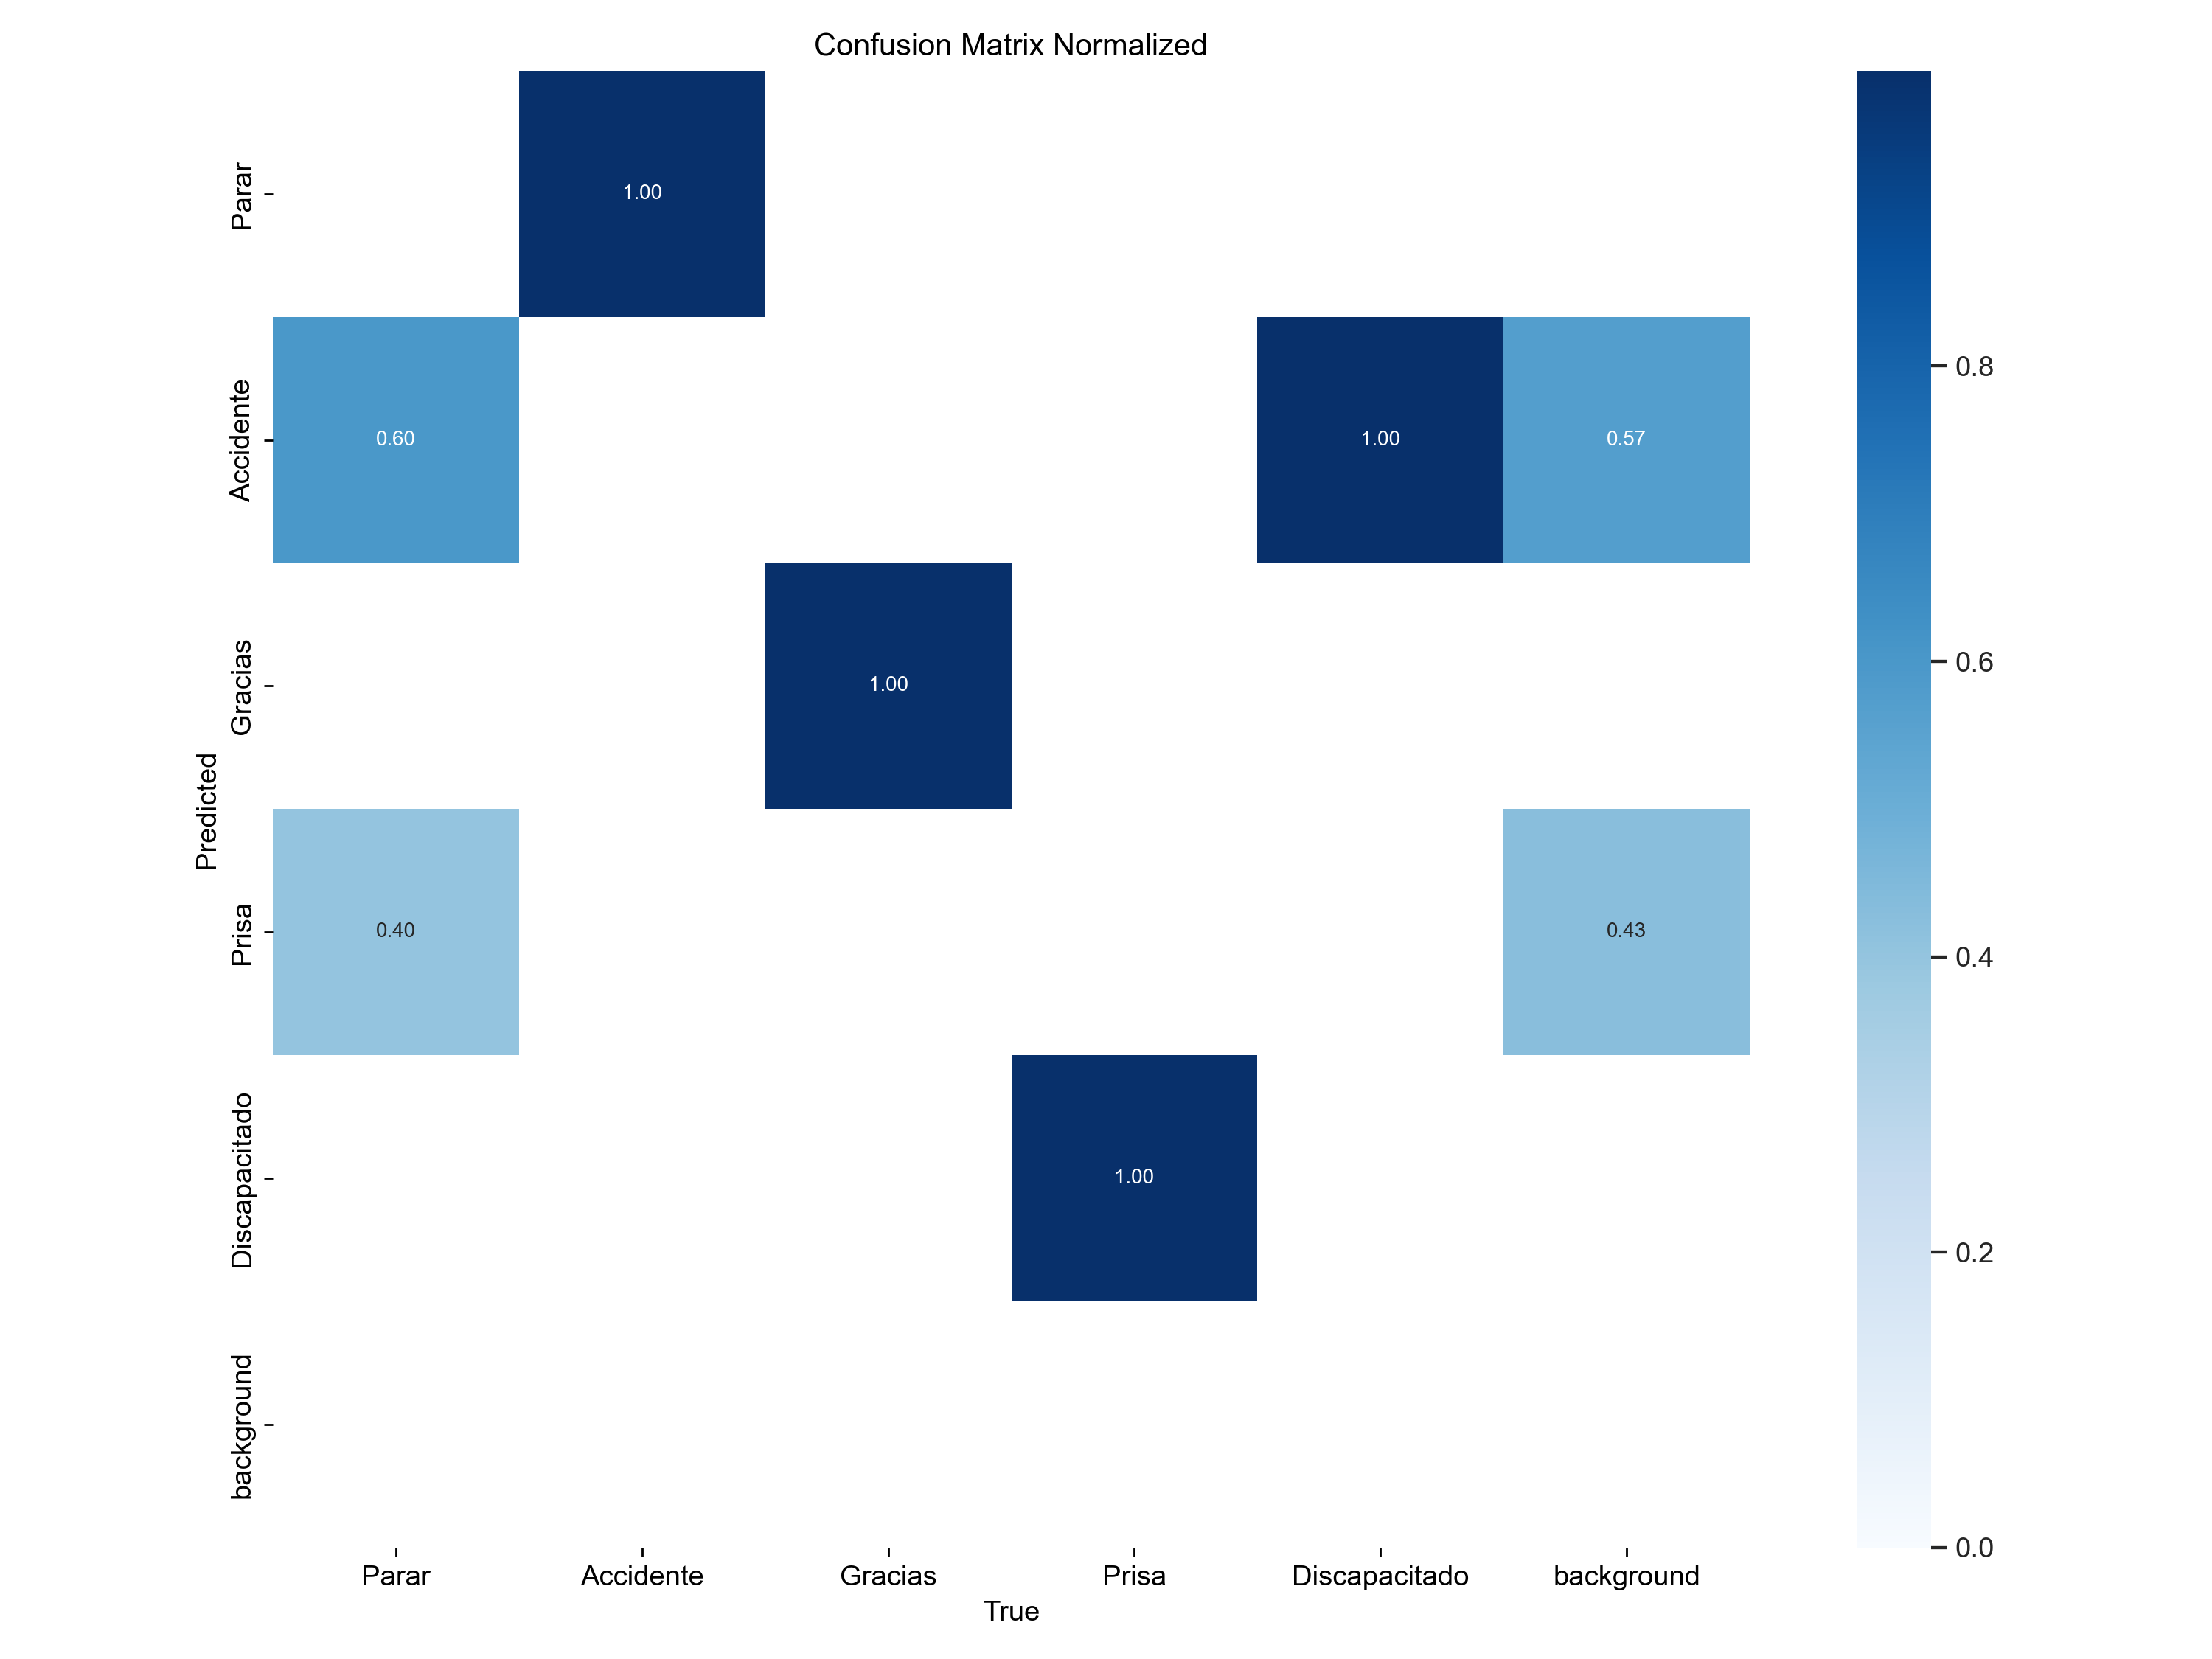 Confusion Matrix Normalized
Parar
1.00
Accidente
0.60
1.00
0.57
0.8
Gracias
1.00
0.6
Predicted
Prisa
0.40
0.43
0.4
Discapacitado
1.00
0.2
background
0.0
Parar
Accidente
Gracias
Prisa
Discapacitado
background
True